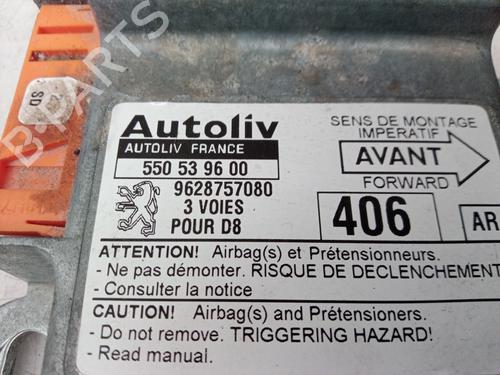 B-PARTS
SD
Autoliv
AUTOLIV FRANCE
550 53 96 00
9628757080
3 VOIES
POUR D8
SENS DE MONTAGE
IMPERATIF
AVANT
FORWARD
406
AR
ATTENTION! Airbag(s) et Prétensionneurs.
- Ne pas démonter. RISQUE DE DECLENCHEMENT
- Consulter la notice
CAUTION! Airbag(s) and Pretensioners.
- Do not remove. TRIGGERING HAZARD!
- Read manual.